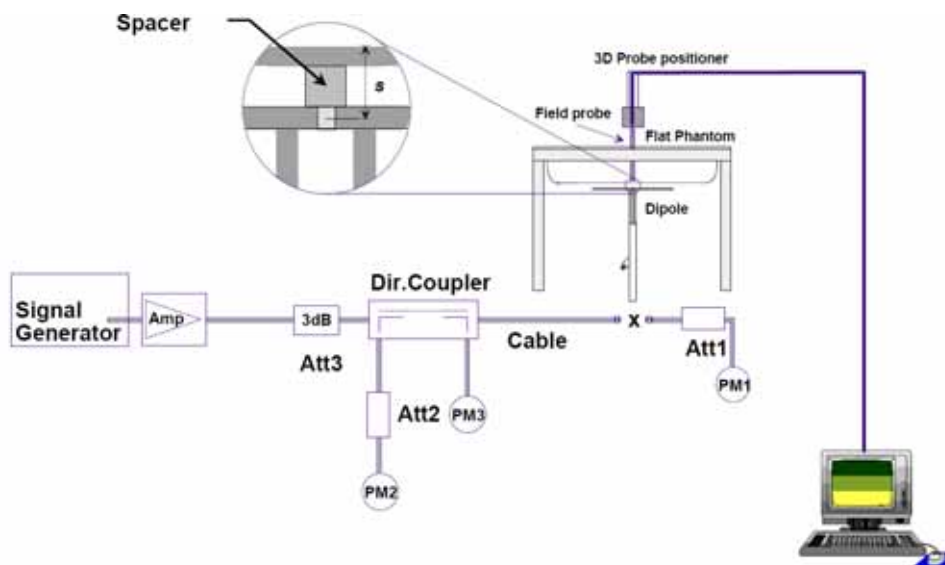 Spacer
s
3D Probe positioner
Field probe
Flat Phantom
Dipole
Dir.Coupler
Signal
Generator
Amp
3dB
Att3
Cable
x
Att1
PM1
Att2
PM3
PM2